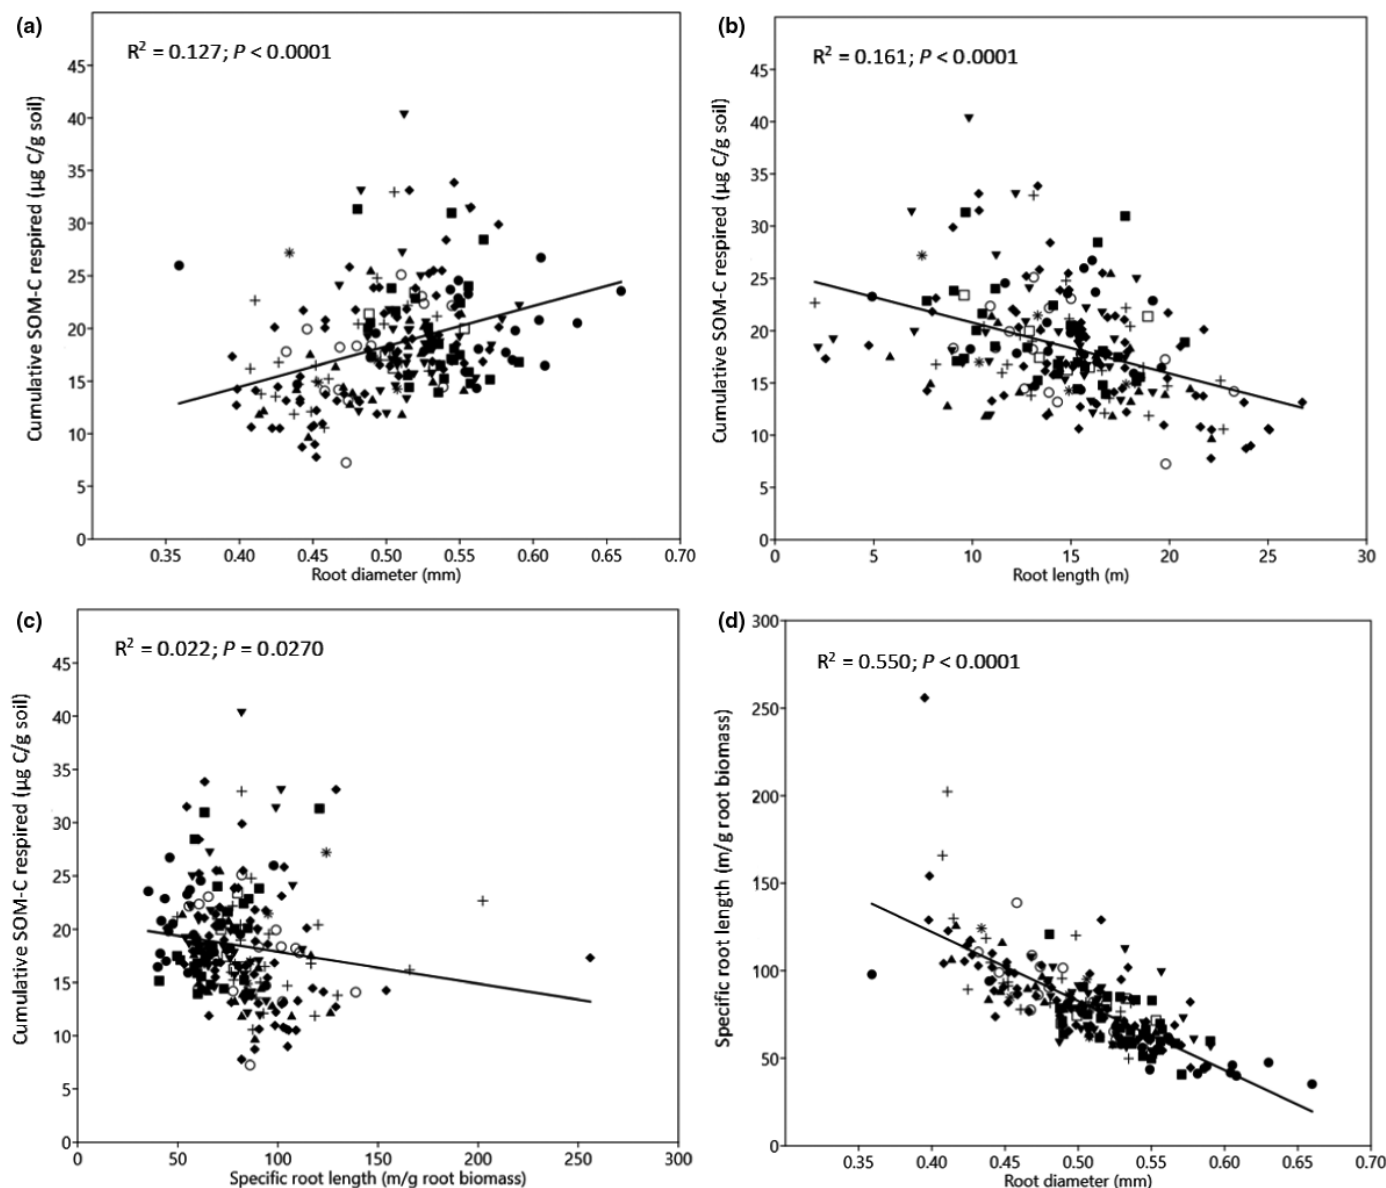 (a)
R² = 0.127; P < 0.0001
Cumulative SOM-C respired (µg C/g soil)
45
40
35
30
25
20
15
10
5
0
0.35 0.40 0.45 0.50 0.55 0.60 0.65 0.70
Root diameter (mm)
(b)
R² = 0.161; P < 0.0001
Cumulative SOM-C respired (µg C/g soil)
45
40
35
30
25
20
15
10
5
0
0 5 10 15 20 25 30
Root length (m)
(c)
R² = 0.022; P = 0.0270
Cumulative SOM-C respired (µg C/g soil)
45
40
35
30
25
20
15
10
5
0
0 50 100 150 200 250 300
Specific root length (m/g root biomass)
(d)
R² = 0.550; P < 0.0001
Specific root length (m/g root biomass)
300
250
200
150
100
50
0
0.35 0.40 0.45 0.50 0.55 0.60 0.65 0.70
Root diameter (mm)